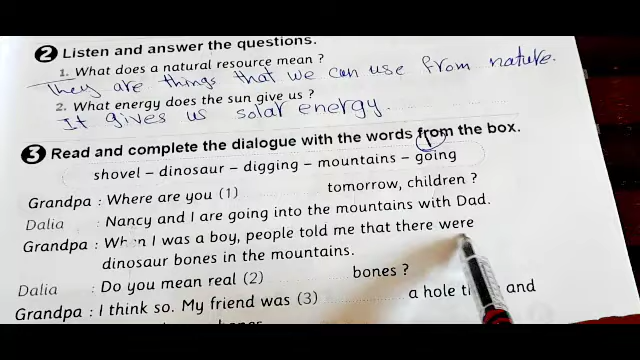 2 Listen and answer the questions.
1. What does a natural resource mean ?
They are things that we can use from nature.
2. What energy does the sun give us ?
It gives us solar energy.
3 Read and complete the dialogue with the words from the box.
shovel – dinosaur – digging – mountains – going
Grandpa : Where are you (1) tomorrow, children ?
Dalia : Nancy and I are going into the mountains with Dad.
Grandpa : When I was a boy, people told me that there were
dinosaur bones in the mountains.
Dalia : Do you mean real (2) bones ?
Grandpa : I think so. My friend was (3) a hole and